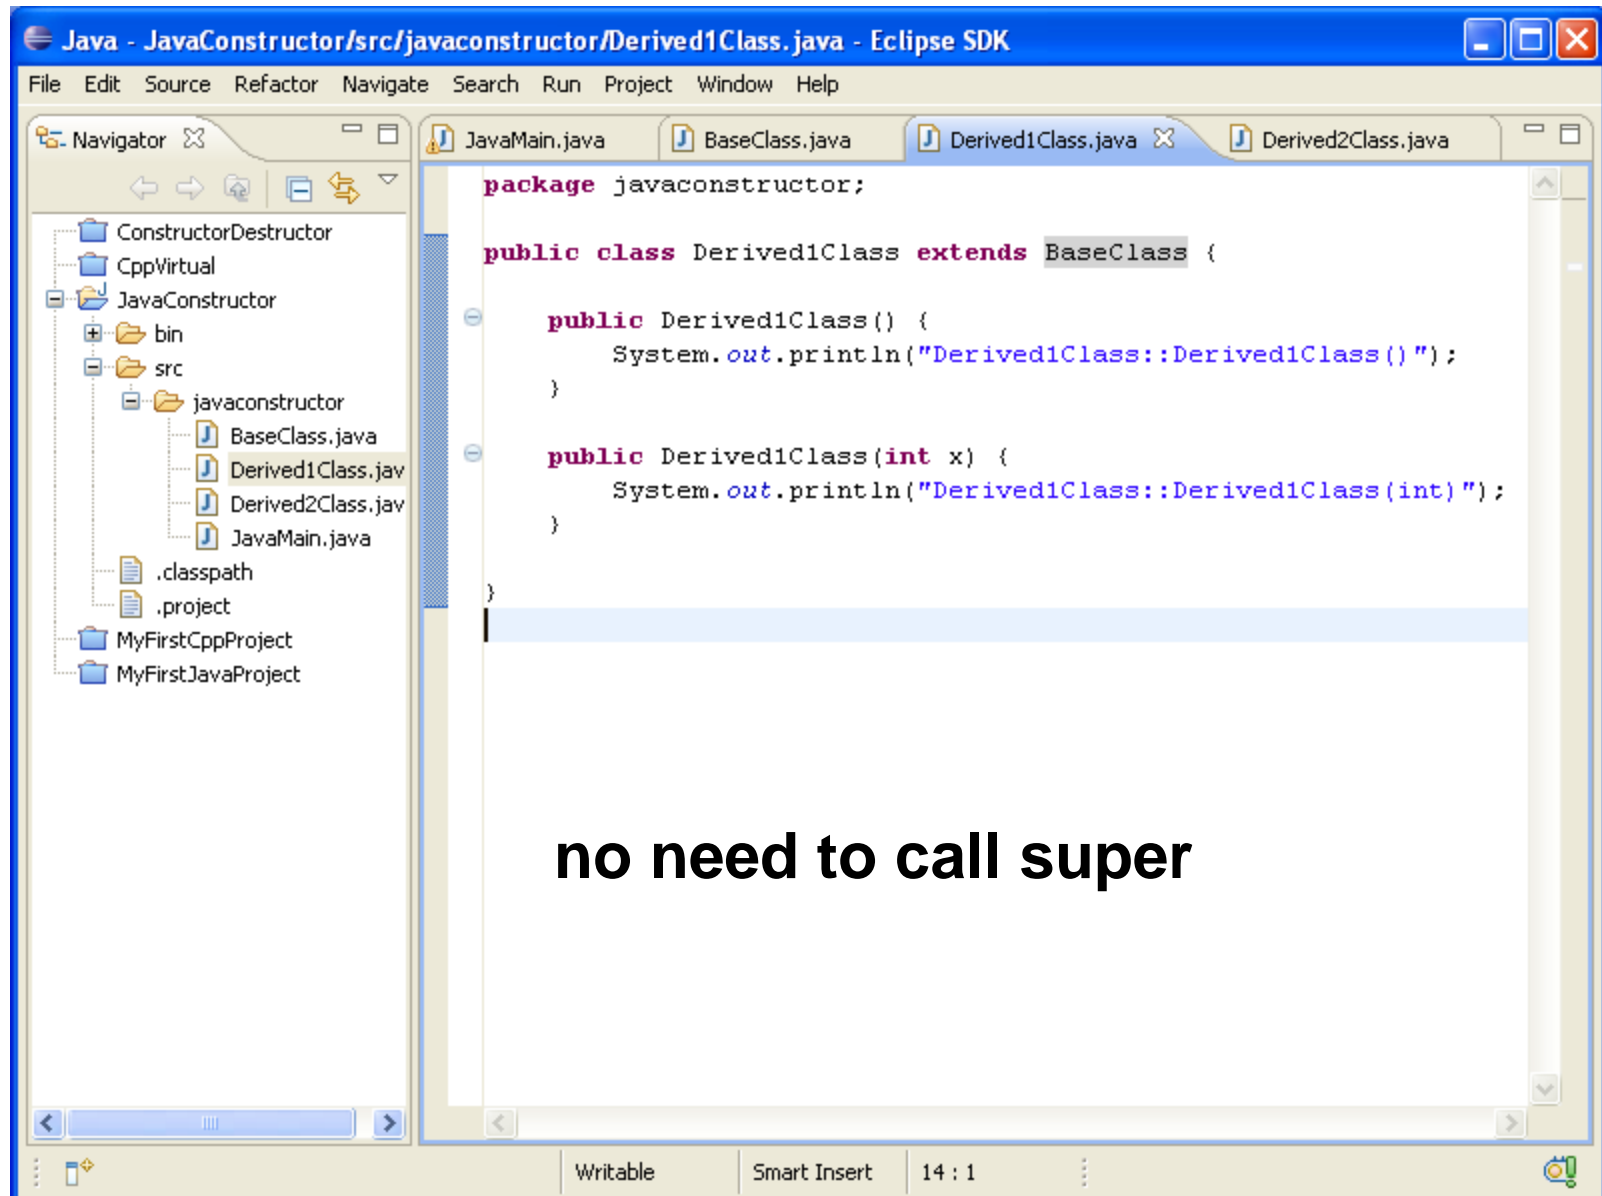 Java - JavaConstructor/src/javaconstructor/Derived1Class.java - Eclipse SDK
File Edit Source Refactor Navigate Search Run Project Window Help
Navigator
JavaMain.java BaseClass.java Derived1Class.java Derived2Class.java
ConstructorDestructor
CppVirtual
JavaConstructor
bin
src
javaconstructor
BaseClass.java
Derived1Class.jav
Derived2Class.jav
JavaMain.java
.classpath
.project
MyFirstCppProject
MyFirstJavaProject
package javaconstructor;
public class Derived1Class extends BaseClass {
public Derived1Class() {
System.out.println("Derived1Class::Derived1Class()");
}
public Derived1Class(int x) {
System.out.println("Derived1Class::Derived1Class(int)");
}
}
no need to call super
Writable Smart Insert 14 : 1